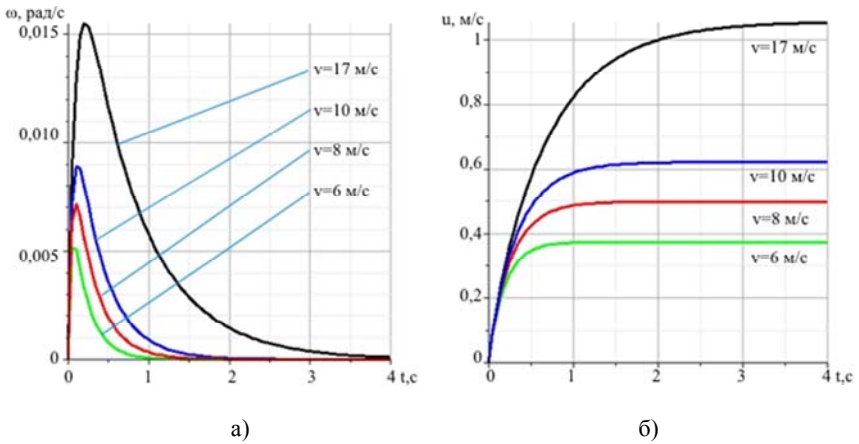 ω, рад/с
0,015
0,010
0,005
0
0 1 2 3 4 t,с
v=17 м/с
v=10 м/с
v=8 м/с
v=6 м/с
а)
u, м/с
1
0,8
0,6
0,4
0,2
0
0 1 2 3 4 t,с
v=17 м/с
v=10 м/с
v=8 м/с
v=6 м/с
б)